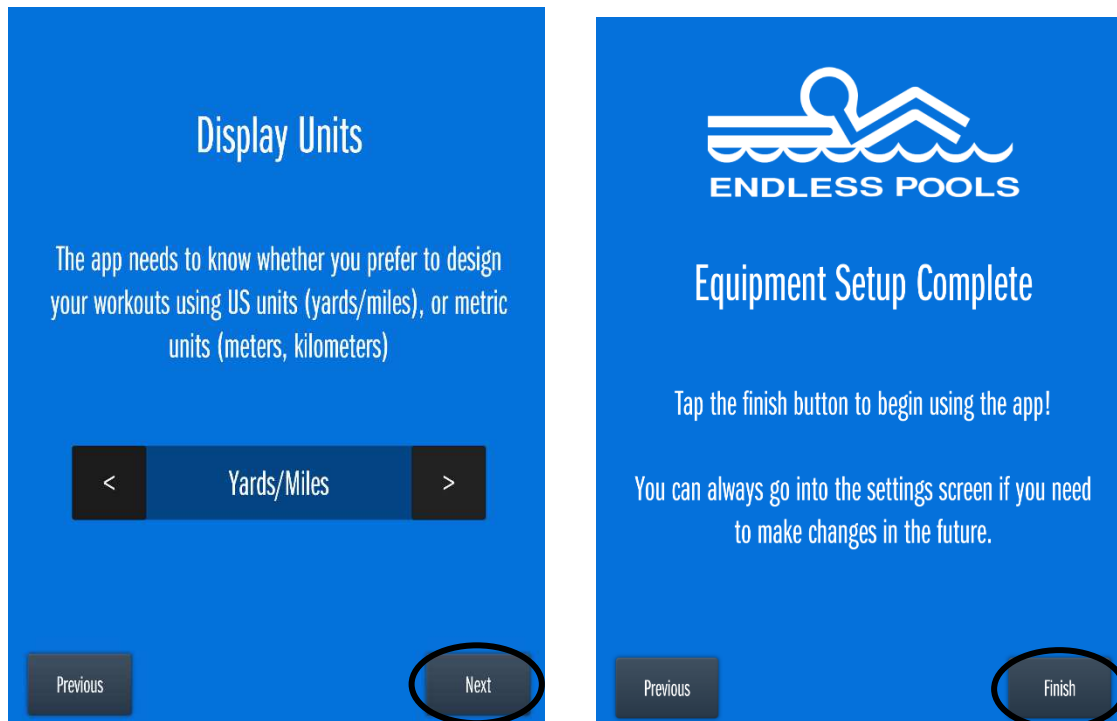 Display Units
The app needs to know whether you prefer to design
your workouts using US units (yards/miles), or metric
units (meters, kilometers)
< Yards/Miles >
Previous Next
ENDLESS POOLS
Equipment Setup Complete
Tap the finish button to begin using the app!
You can always go into the settings screen if you need
to make changes in the future.
Previous Finish